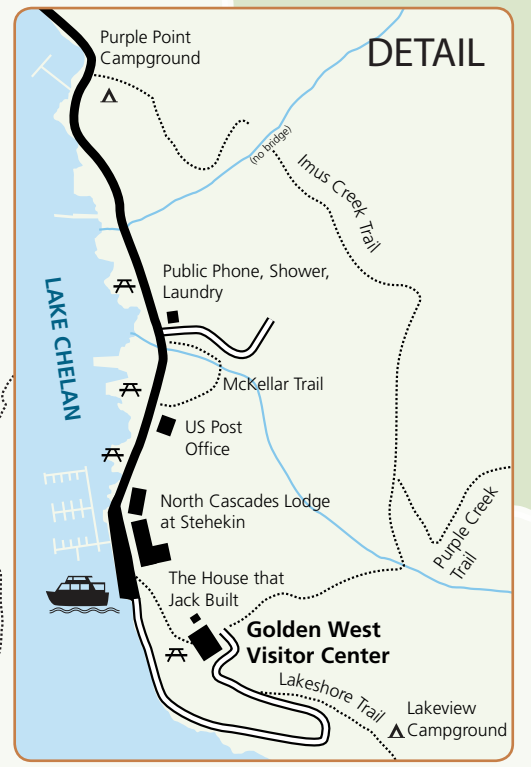 DETAIL
Purple Point
Campground
(no bridge)
Imus Creek Trail
Public Phone, Shower,
Laundry
LAKE CHELAN
McKellar Trail
US Post
Office
North Cascades Lodge
at Stehekin
Purple Creek
Trail
The House that
Jack Built
Golden West
Visitor Center
Lakeshore Trail
Lakeview
Campground